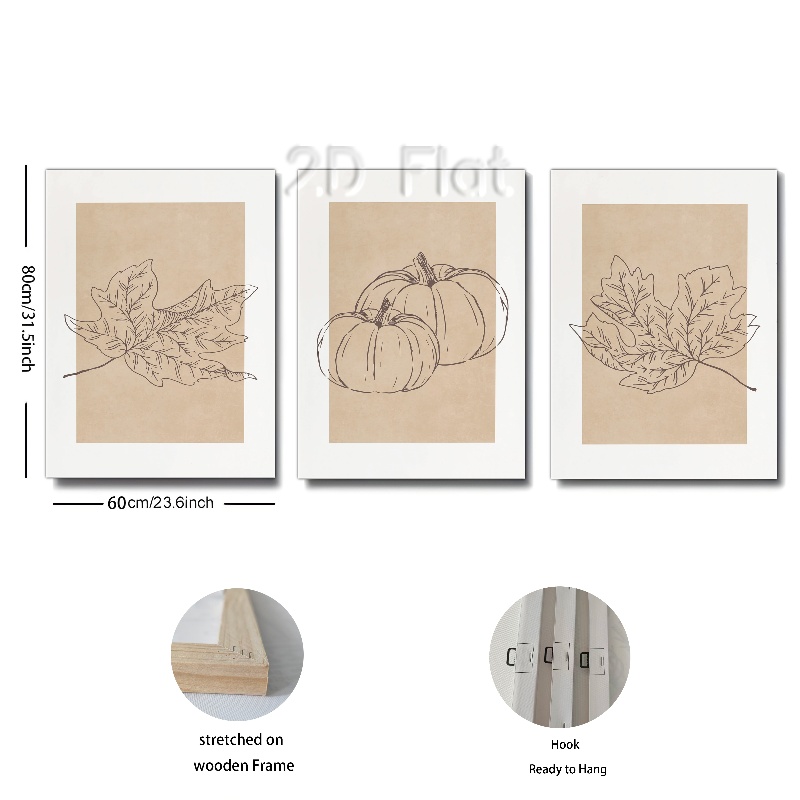 2D Flat
80cm/31.5inch
60cm/23.6inch
stretched on
wooden Frame
Hook
Ready to Hang